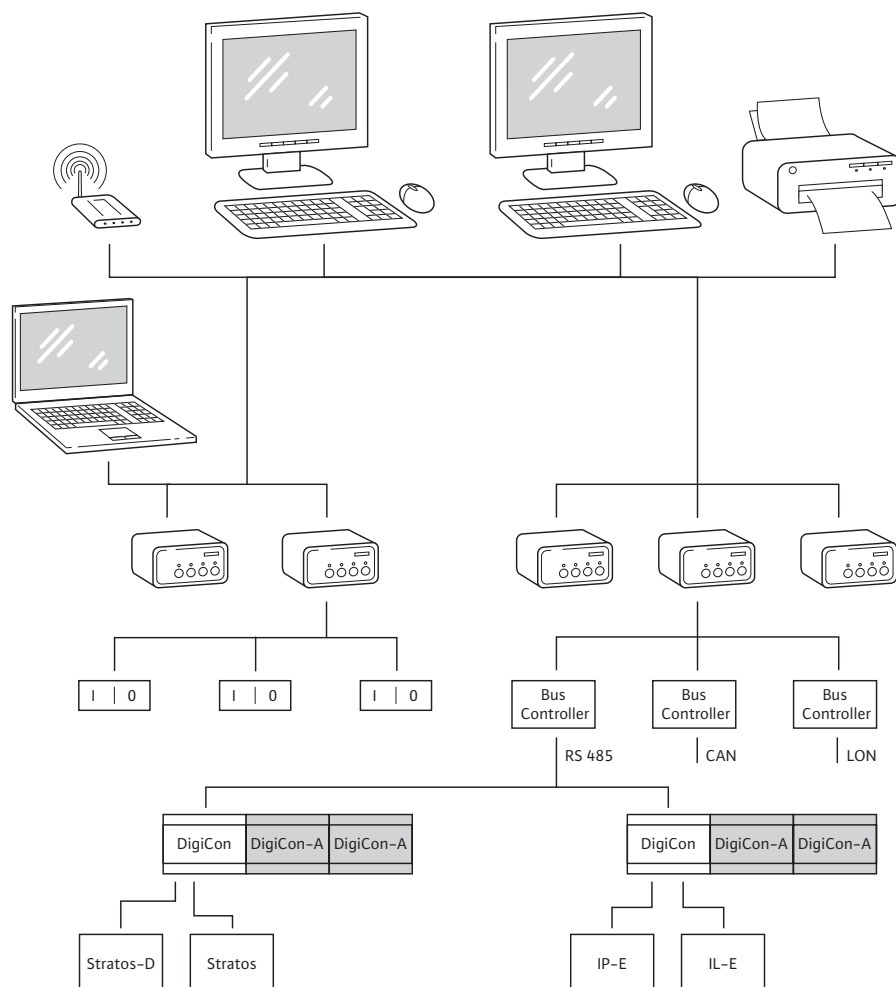 I | 0
I | 0
I | 0
Bus
Controller
Bus
Controller
Bus
Controller
RS 485
CAN
LON
DigiCon
DigiCon-A
DigiCon-A
DigiCon
DigiCon-A
DigiCon-A
Stratos-D
Stratos
IP-E
IL-E